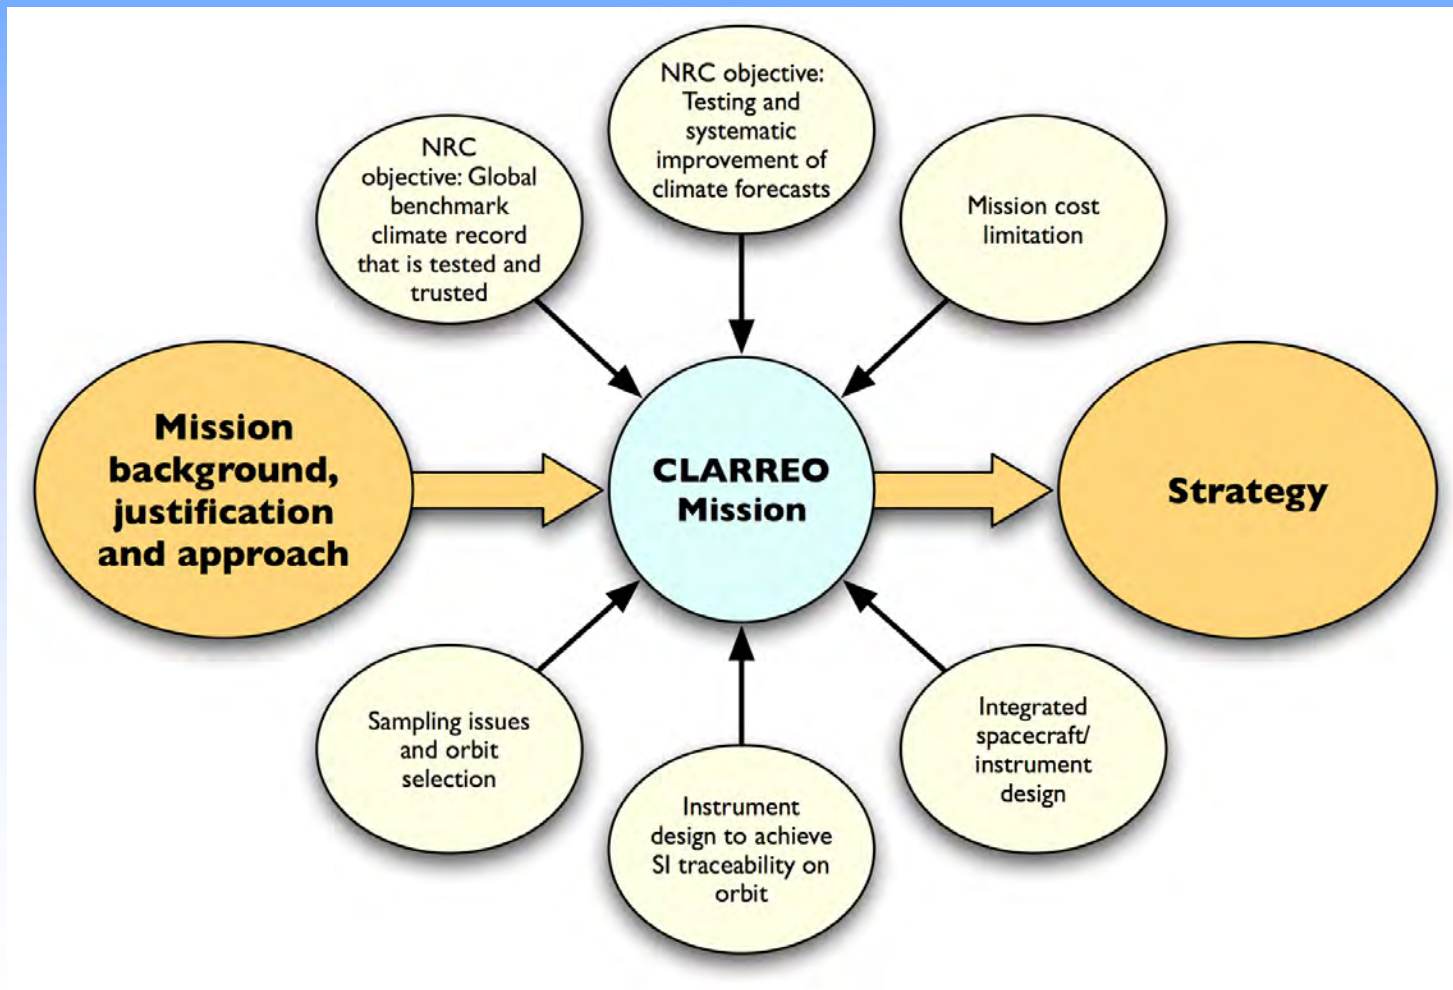 NRC objective:
Testing and
systematic
improvement of
climate forecasts
NRC
objective: Global
benchmark
climate record
that is tested and
trusted
Mission cost
limitation
Mission
background,
justification
and approach
CLARREO
Mission
Strategy
Sampling issues
and orbit
selection
Instrument
design to achieve
SI traceability on
orbit
Integrated
spacecraft/
instrument
design